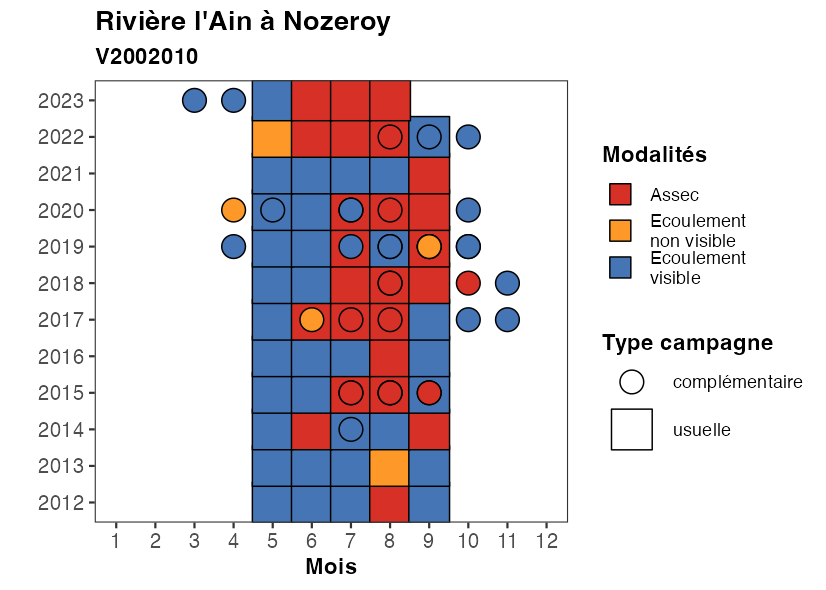 Rivière l'Ain à Nozeroy
V2002010
2023
2022
2021
2020
2019
2018
2017
2016
2015
2014
2013
2012
1 2 3 4 5 6 7 8 9 10 11 12
Mois
Modalités
Assec
Ecoulement
non visible
Ecoulement
visible
Type campagne
complémentaire
usuelle